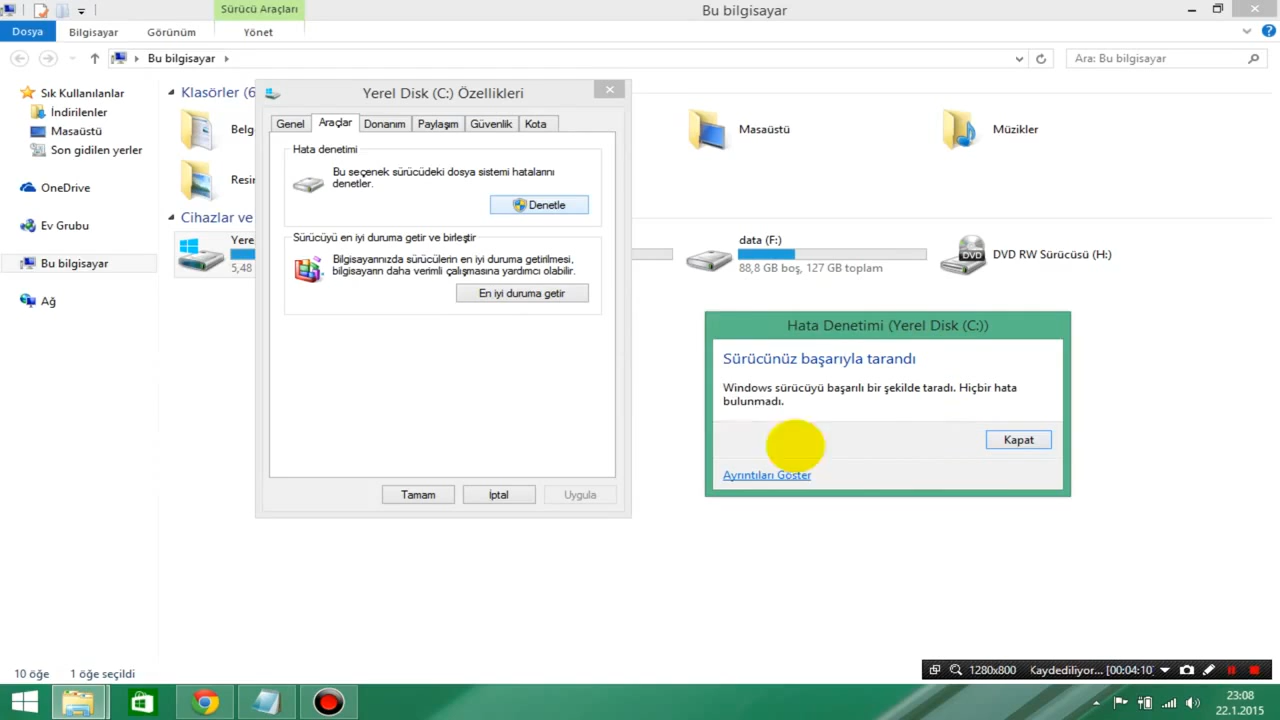 Sürücü Araçları
Bu bilgisayar
Dosya
Bilgisayar
Görünüm
Yönet
Bu bilgisayar
Ara: Bu bilgisayar
Sık Kullanılanlar
İndirilenler
Masaüstü
Son gidilen yerler
OneDrive
Ev Grubu
Bu bilgisayar
Ağ
Klasörler (6
Belg
Resir
Masaüstü
Müzikler
Cihazlar ve
Yere
5,48
data (F:)
88,8 GB boş, 127 GB toplam
DVD
DVD RW Sürücüsü (H:)
Yerel Disk (C:) Özellikleri
Genel
Araçlar
Donanım
Paylaşım
Güvenlik
Kota
Hata denetimi
Bu seçenek sürücüdeki dosya sistemi hatalarını
denetler.
Denetle
Sürücüyü en iyi duruma getir ve birleştir
Bilgisayarınızda sürücülerin en iyi duruma getirilmesi,
bilgisayarın daha verimli çalışmasına yardımcı olabilir.
En iyi duruma getir
Tamam
İptal
Uygula
Hata Denetimi (Yerel Disk (C:))
Sürücünüz başarıyla tarandı
Windows sürücüyü başarılı bir şekilde taradı. Hiçbir hata
bulunmadı.
Kapat
Ayrıntıları Göster
10 öğe
1 öğe seçildi
1280x800
Kaydediliyor... [00:04:10]
23:08
22.1.2015